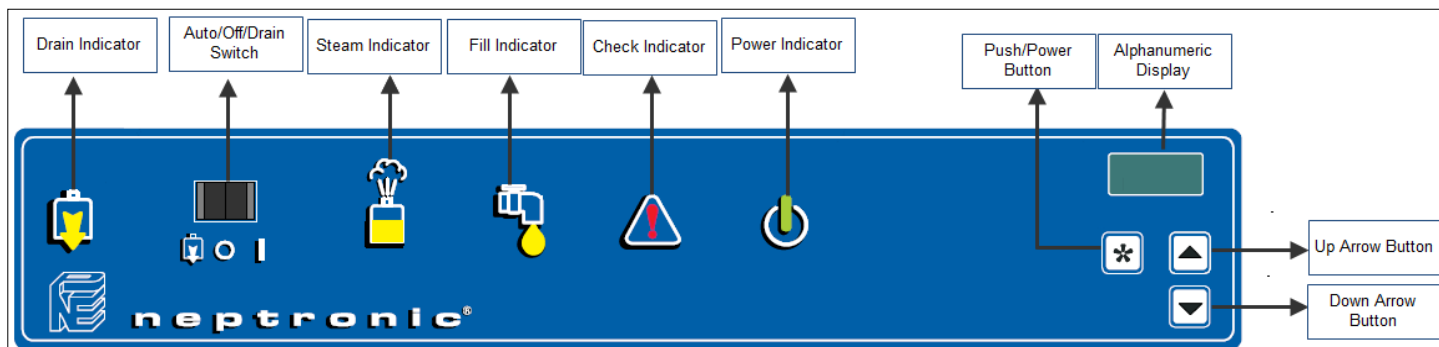 Drain Indicator
Auto/Off/Drain
Switch
Steam Indicator
Fill Indicator
Check Indicator
Power Indicator
Push/Power
Button
Alphanumeric
Display
*
Up Arrow Button
Down Arrow
Button
neptronic®